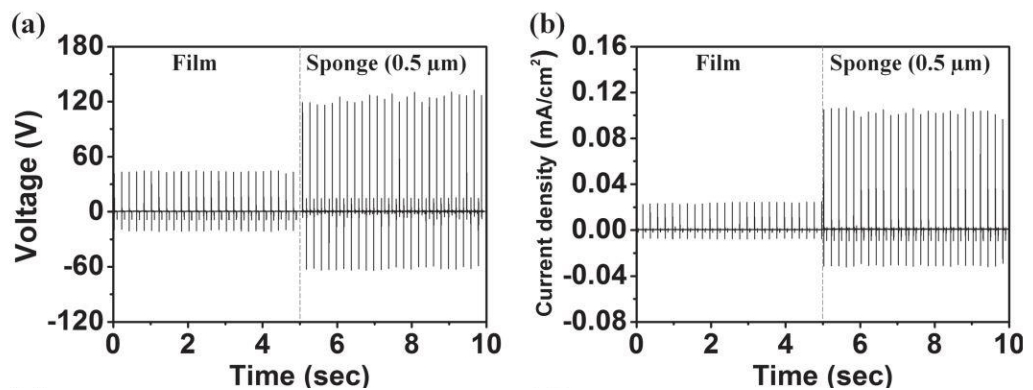 (a)
Voltage (V)
180
120
60
0
-60
-120
Film
Sponge (0.5 μm)
0 2 4 6 8 10
Time (sec)
(b)
Current density (mA/cm²)
0.16
0.12
0.08
0.04
0.00
-0.04
-0.08
Film
Sponge (0.5 μm)
0 2 4 6 8 10
Time (sec)